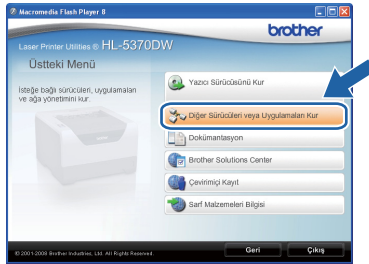 Macromedia Flash Player 8
brother
Laser Printer Utilities ® HL-5370DW
Üstteki Menü
İsteğe bağlı sürücüleri, uygulamaları
ve ağa yönetimini kur.
Yazıcı Sürücüsünü Kur
Diğer Sürücüleri veya Uygulamaları Kur
Dokümantasyon
Brother Solutions Center
Çevirimiçi Kayıt
Sarf Malzemeleri Bilgisi
© 2001-2008 Brother Industries, Ltd. All Rights Reserved.
Geri
Çıkış